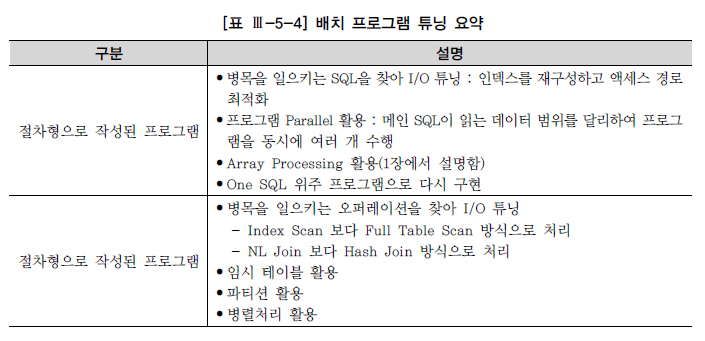 [표 Ⅲ-5-4] 배치 프로그램 튜닝 요약
구분 설명
절차형으로 작성된 프로그램
● 병목을 일으키는 SQL을 찾아 I/O 튜닝 : 인덱스를 재구성하고 액세스 경로
최적화
● 프로그램 Parallel 활용 : 메인 SQL이 읽는 데이터 범위를 달리하여 프로그
램을 동시에 여러 개 수행
● Array Processing 활용(1장에서 설명함)
● One SQL 위주 프로그램으로 다시 구현
절차형으로 작성된 프로그램
● 병목을 일으키는 오퍼레이션을 찾아 I/O 튜닝
- Index Scan 보다 Full Table Scan 방식으로 처리
- NL Join 보다 Hash Join 방식으로 처리
● 임시 테이블 활용
● 파티션 활용
● 병렬처리 활용